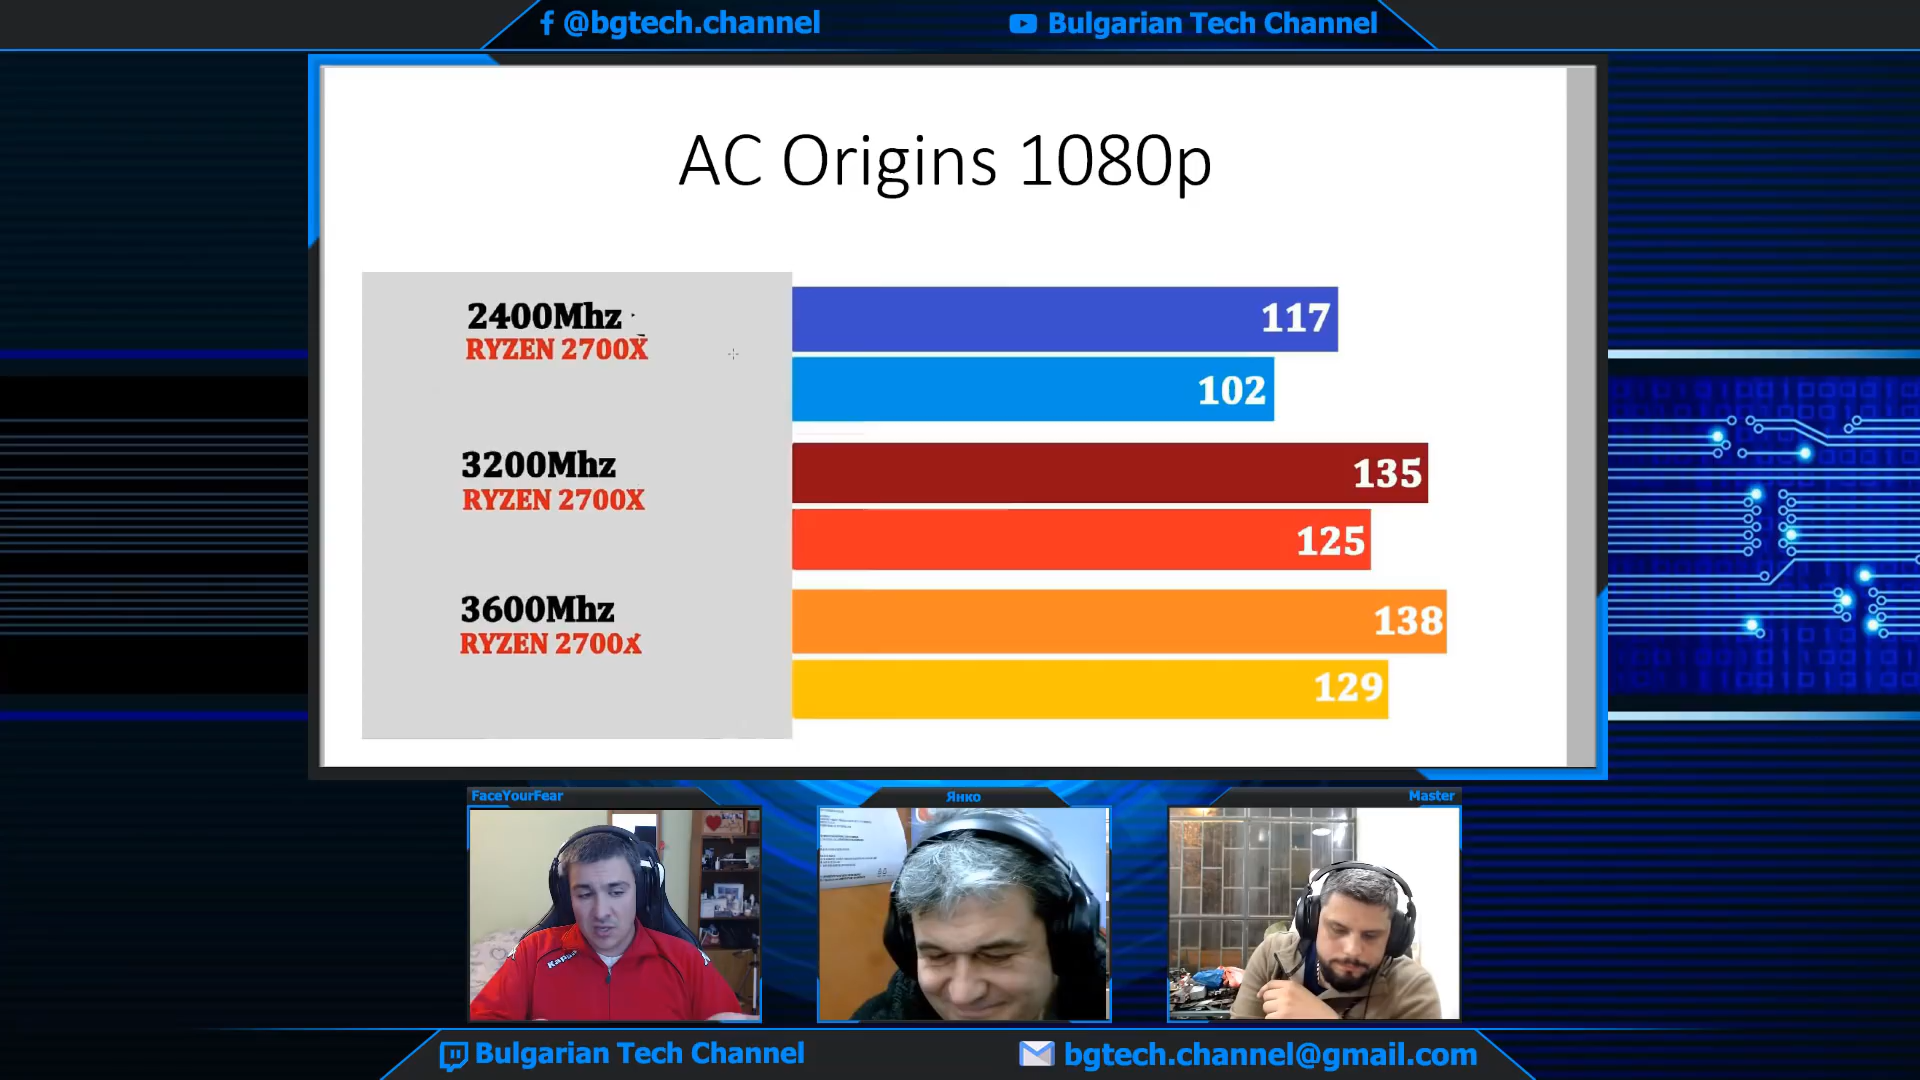 @bgtech.channel
Bulgarian Tech Channel
AC Origins 1080p
2400Mhz
RYZEN 2700X
117
102
3200Mhz
RYZEN 2700X
135
125
3600Mhz
RYZEN 2700X
138
129
FaceYourFear
Янко
Master
Kappa
Bulgarian Tech Channel
bgtech.channel@gmail.com